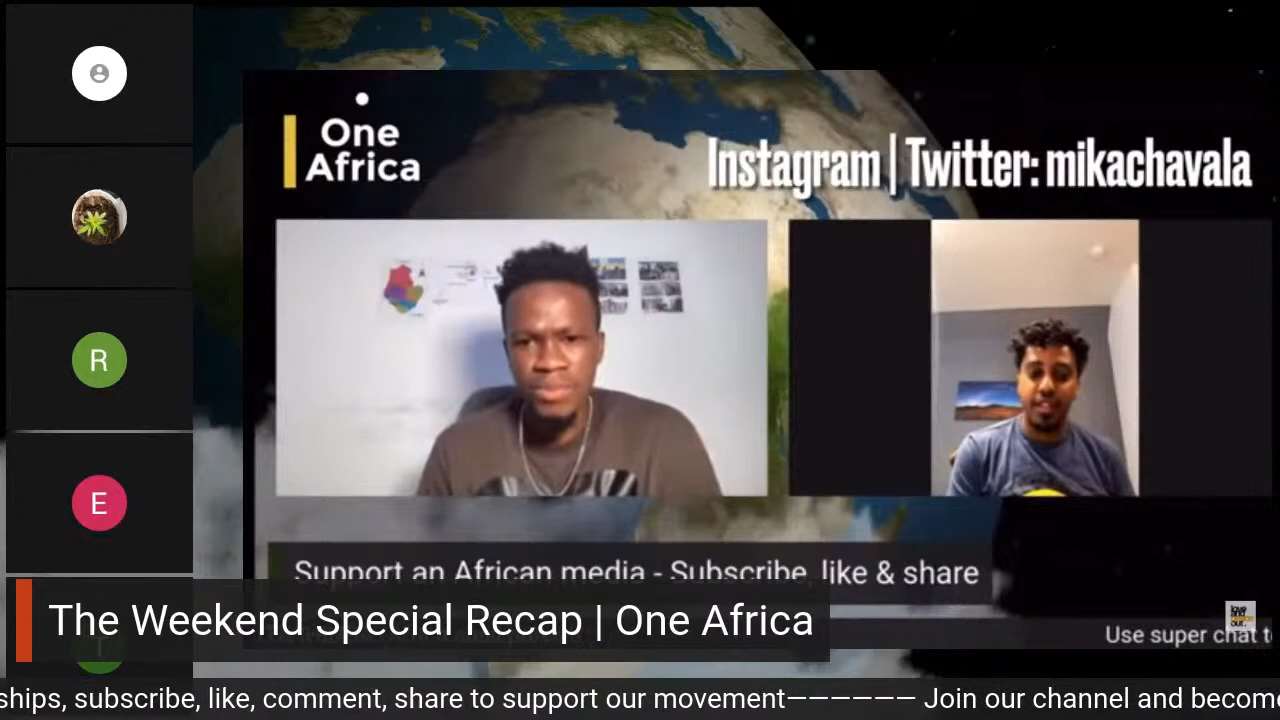 One
Africa
Instagram | Twitter: mikachavala
R
E
Support an African media - Subscribe, like & share
The Weekend Special Recap | One Africa
Use super chat t
ships, subscribe, like, comment, share to support our movement—————— Join our channel and becom